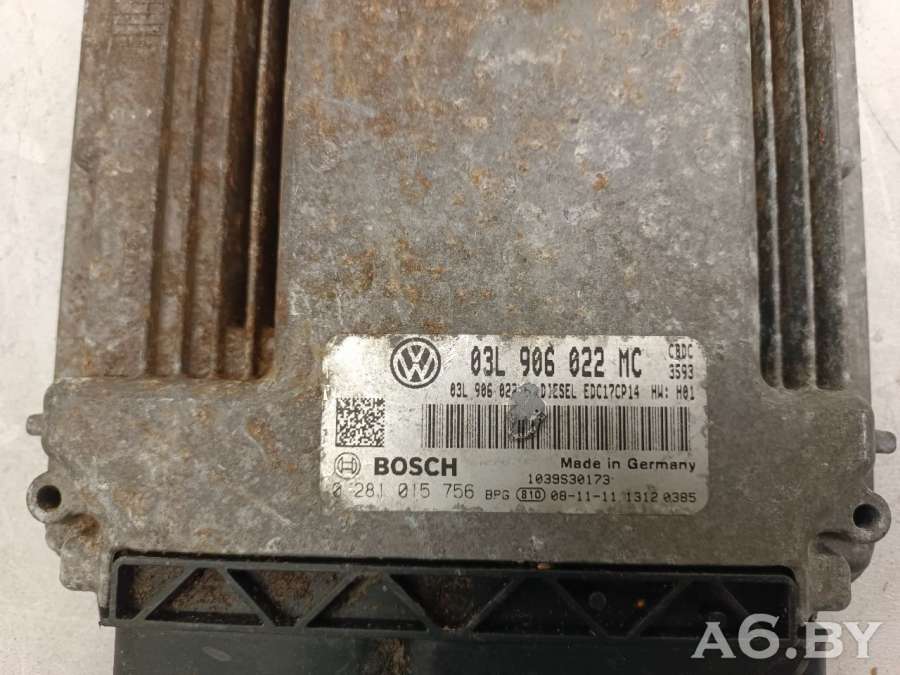 03L 906 022 MC
CBDC
3593
03L 906 022 DIESEL EDC17CP14 HW: H01
BOSCH
Made in Germany
1039S30173
0 281 015 756 BPG 810 08-11-11 1312 0385
A6.BY